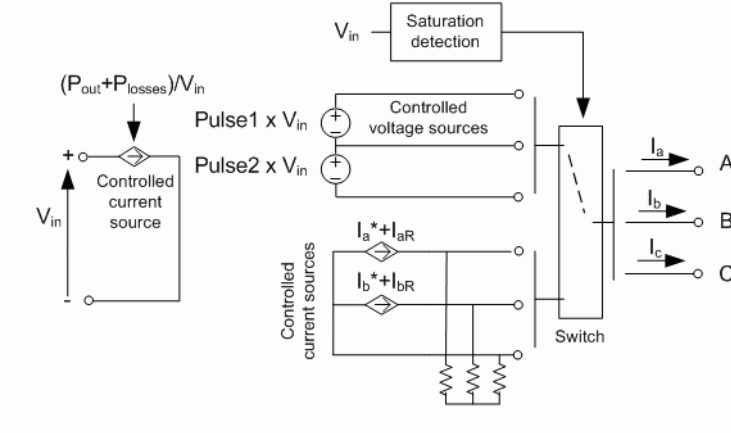 Vin
Saturation
detection
(Pout+Plosses)/Vin
Pulse1 x Vin
Controlled
voltage sources
+
Pulse2 x Vin
Controlled
current
source
Vin
-
Ia
A
Ib
B
Ic
C
Ia*+IaR
Ib*+IbR
Controlled
current sources
Switch